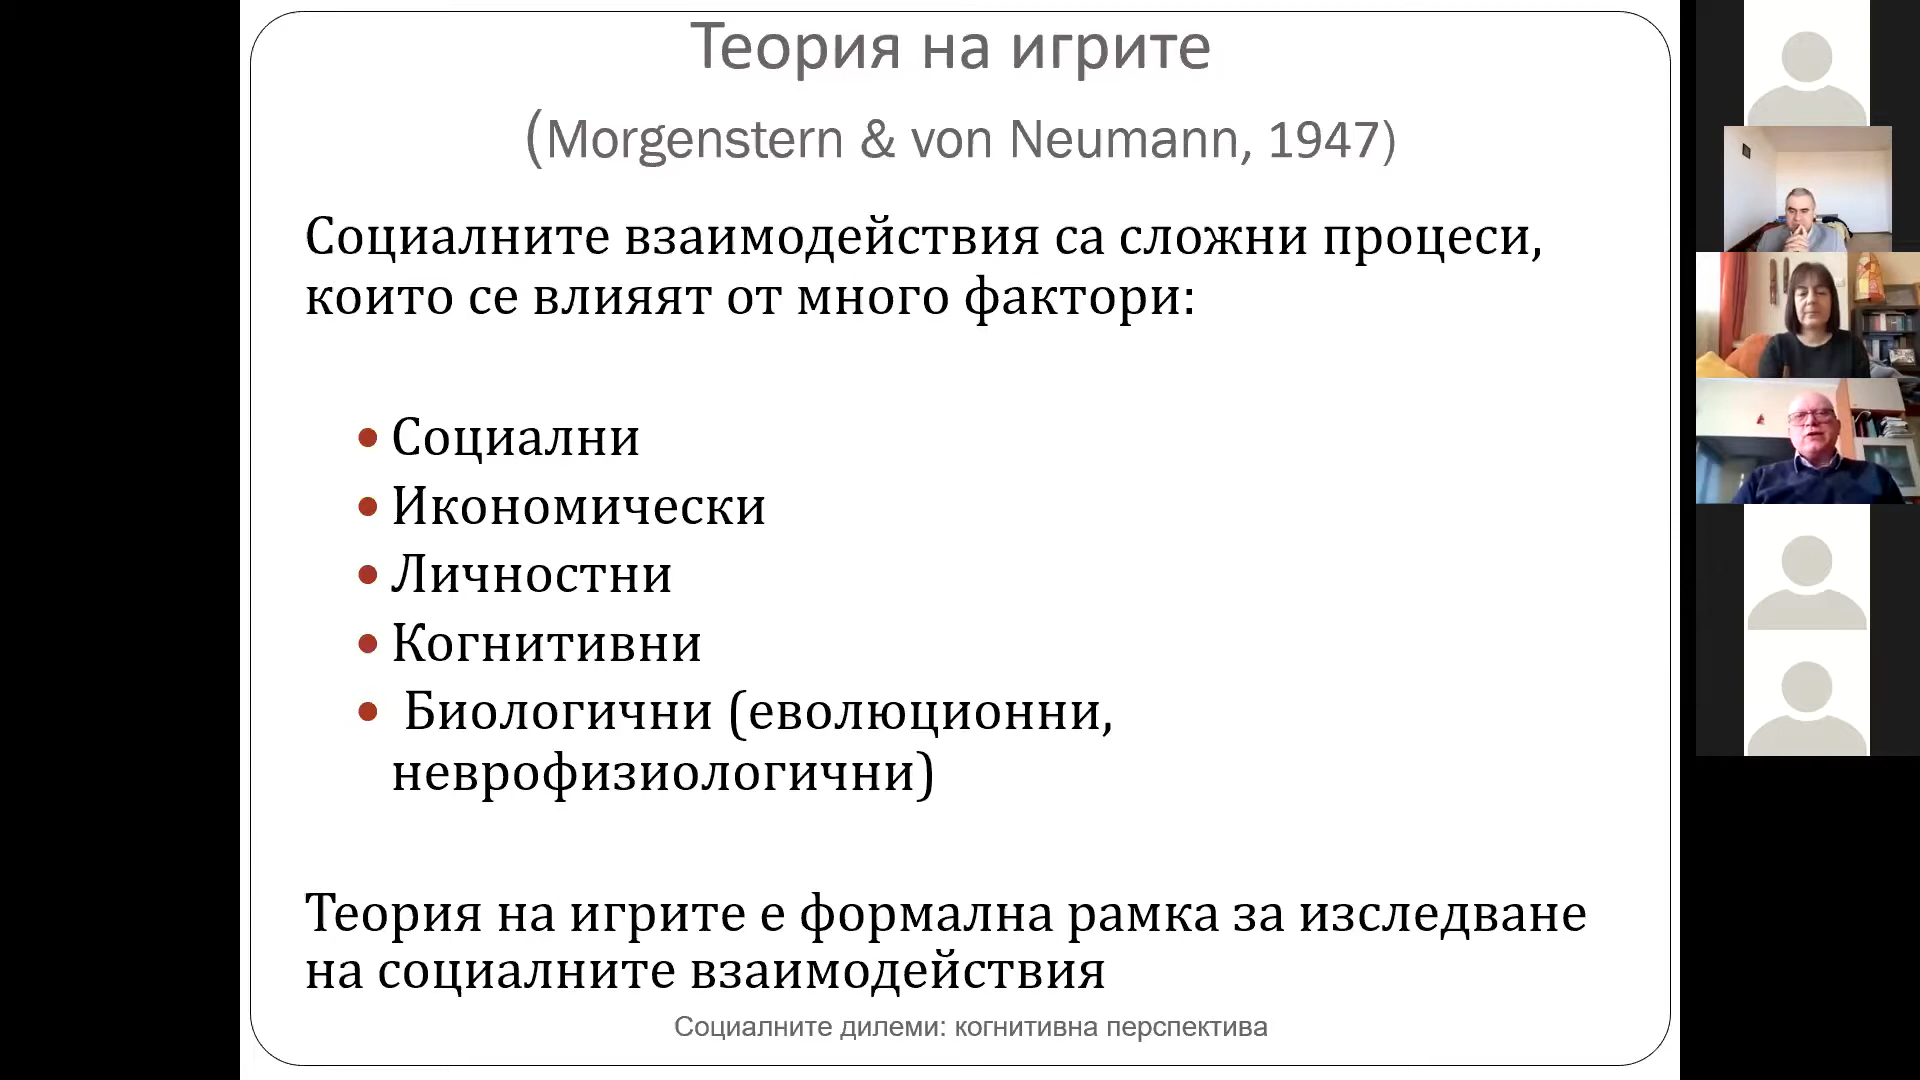 Теория на игрите
(Morgenstern & von Neumann, 1947)
Социалните взаимодействия са сложни процеси,
които се влияят от много фактори:
• Социални
• Икономически
• Личностни
• Когнитивни
• Биологични (еволюционни,
неврофизиологични)
Теория на игрите е формална рамка за изследване
на социалните взаимодействия
Социалните дилеми: когнитивна перспектива